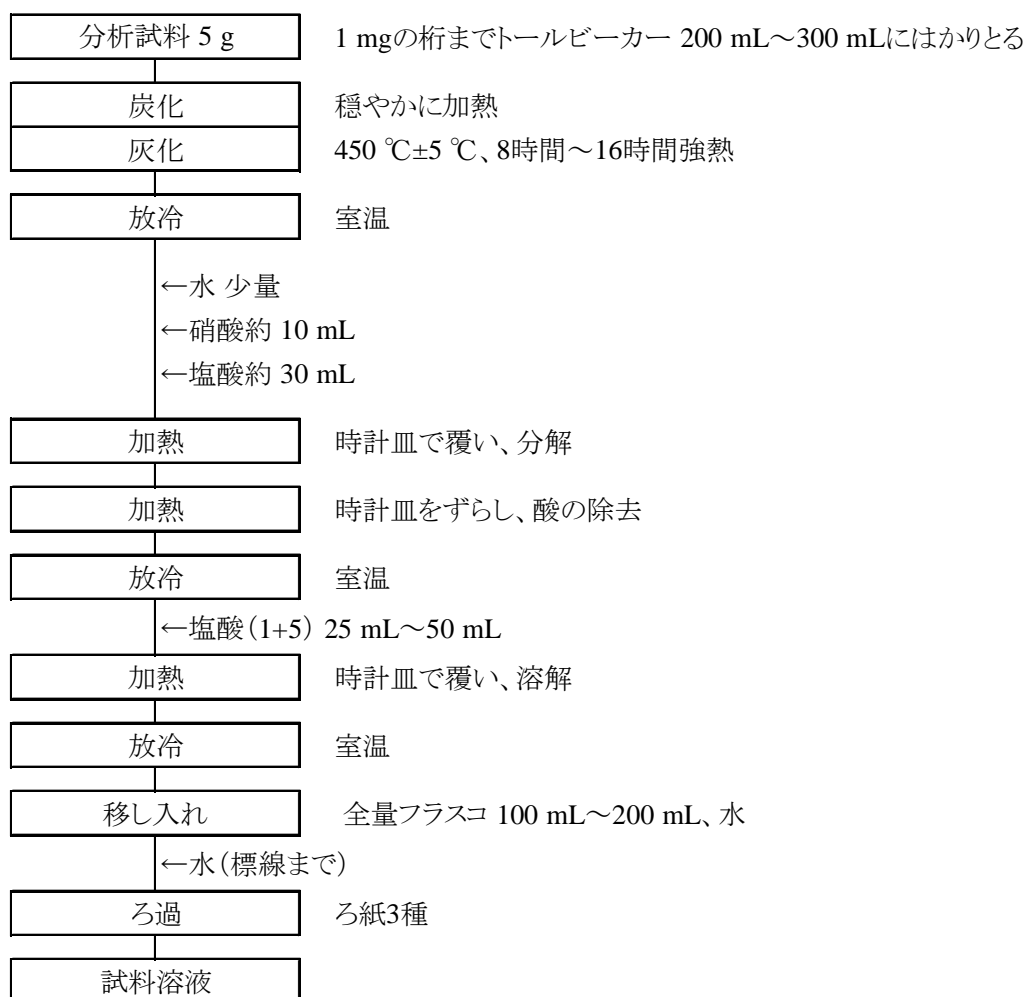 分析試料 5 g 1 mgの桁までトールビーカー 200 mL～300 mLにはかりとる
炭化 穏やかに加熱
灰化 450 ℃±5 ℃、8時間～16時間強熱
放冷 室温
←水 少量
←硝酸約 10 mL
←塩酸約 30 mL
加熱 時計皿で覆い、分解
加熱 時計皿をずらし、酸の除去
放冷 室温
←塩酸（1+5） 25 mL～50 mL
加熱 時計皿で覆い、溶解
放冷 室温
移し入れ 全量フラスコ 100 mL～200 mL、水
←水（標線まで）
ろ過 ろ紙3種
試料溶液